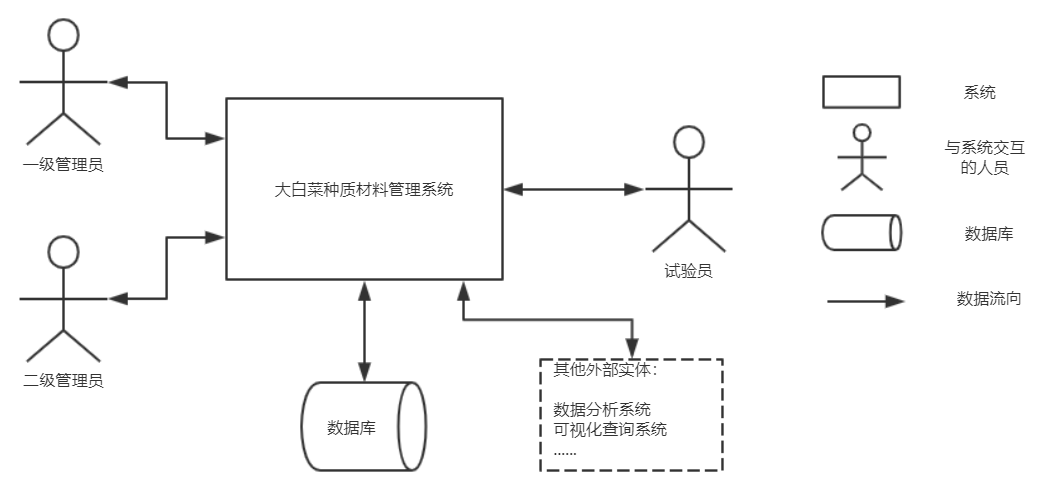 一级管理员
大白菜种质材料管理系统
试验员
二级管理员
数据库
其他外部实体：
数据分析系统
可视化查询系统
......
系统
与系统交互
的人员
数据库
数据流向